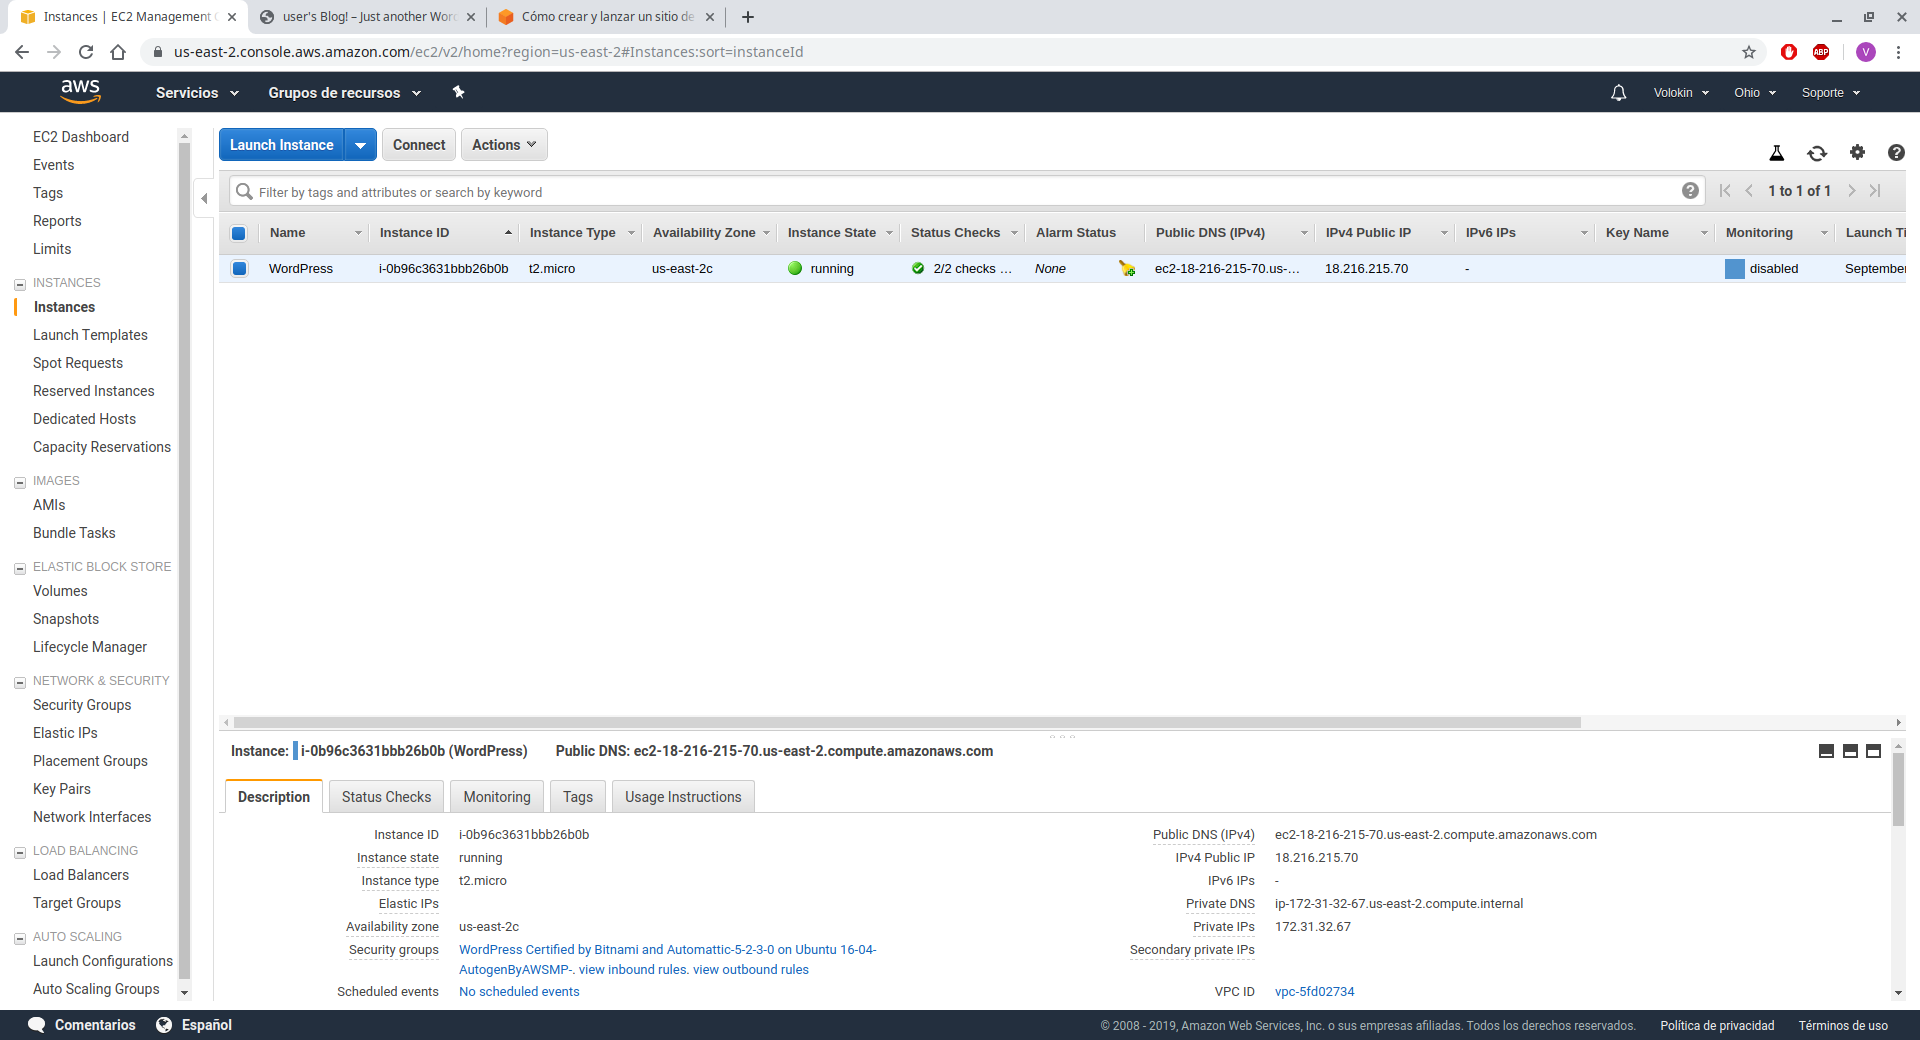 Instances | EC2 Management
user's Blog! – Just another Wor
Cómo crear y lanzar un sitio de
us-east-2.console.aws.amazon.com/ec2/v2/home?region=us-east-2#Instances:sort=instanceId
ABP
V
aws
Servicios
Grupos de recursos
Volokin
Ohio
Soporte
EC2 Dashboard
Events
Tags
Reports
Limits
INSTANCES
Instances
Launch Templates
Spot Requests
Reserved Instances
Dedicated Hosts
Capacity Reservations
IMAGES
AMIs
Bundle Tasks
ELASTIC BLOCK STORE
Volumes
Snapshots
Lifecycle Manager
NETWORK & SECURITY
Security Groups
Elastic IPs
Placement Groups
Key Pairs
Network Interfaces
LOAD BALANCING
Load Balancers
Target Groups
AUTO SCALING
Launch Configurations
Auto Scaling Groups
Launch Instance Connect Actions
Filter by tags and attributes or search by keyword
1 to 1 of 1
Name Instance ID Instance Type Availability Zone Instance State Status Checks Alarm Status Public DNS (IPv4) IPv4 Public IP IPv6 IPs Key Name Monitoring Launch Ti
WordPress i-0b96c3631bbb26b0b t2.micro us-east-2c running 2/2 checks ... None ec2-18-216-215-70.us-... 18.216.215.70 - disabled September
Instance: i-0b96c3631bbb26b0b (WordPress) Public DNS: ec2-18-216-215-70.us-east-2.compute.amazonaws.com
Description Status Checks Monitoring Tags Usage Instructions
Instance ID i-0b96c3631bbb26b0b
Instance state running
Instance type t2.micro
Elastic IPs
Availability zone us-east-2c
Security groups WordPress Certified by Bitnami and Automattic-5-2-3-0 on Ubuntu 16-04-
AutogenByAWSMP-. view inbound rules. view outbound rules
Scheduled events No scheduled events
Public DNS (IPv4) ec2-18-216-215-70.us-east-2.compute.amazonaws.com
IPv4 Public IP 18.216.215.70
IPv6 IPs -
Private DNS ip-172-31-32-67.us-east-2.compute.internal
Private IPs 172.31.32.67
Secondary private IPs
VPC ID vpc-5fd02734
Comentarios
Español
© 2008 - 2019, Amazon Web Services, Inc. o sus empresas afiliadas. Todos los derechos reservados.
Política de privacidad
Términos de uso